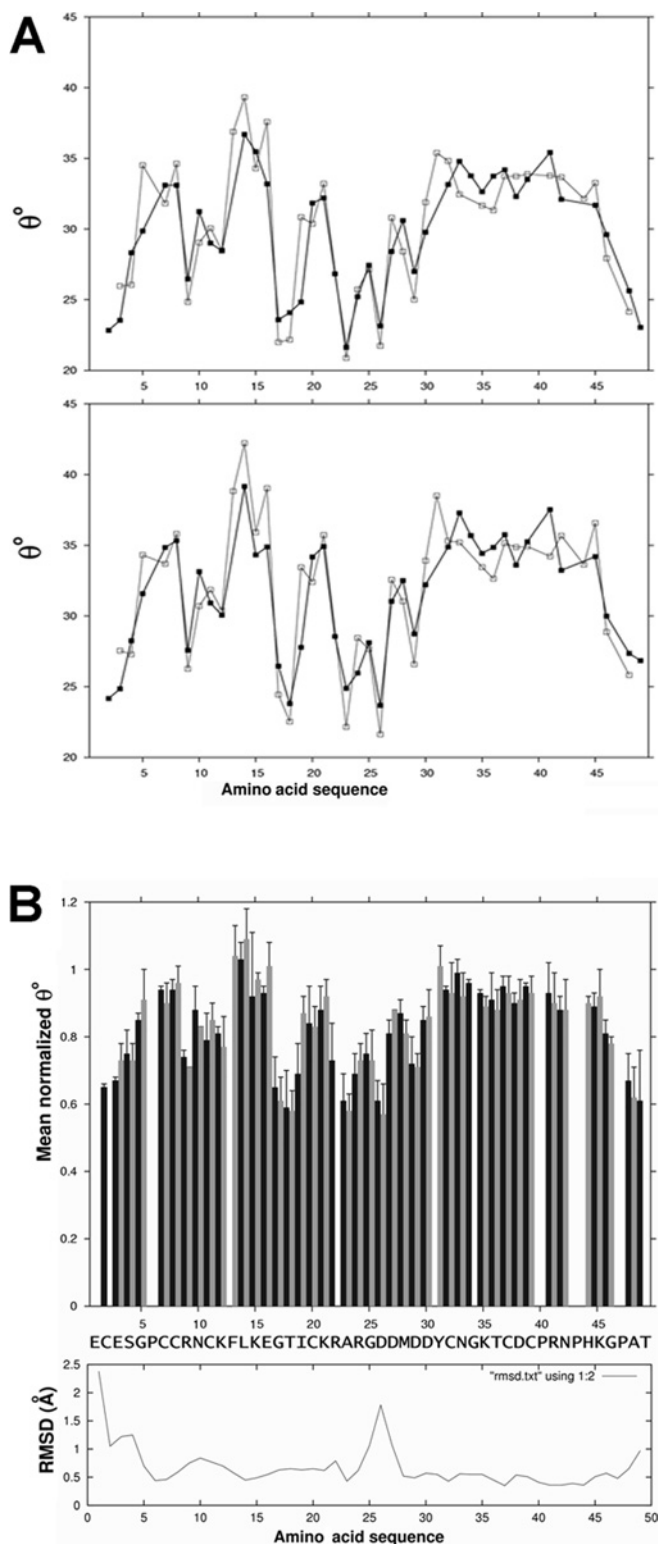 A
45
40
35
θ°
30
25
20
5 10 15 20 25 30 35 40 45
45
40
35
θ°
30
25
20
5 10 15 20 25 30 35 40 45
Amino acid sequence
B
1.2
1
0.8
0.6
0.4
0.2
0
Mean normalized θ°
5 10 15 20 25 30 35 40 45
ECESGPCCRNCKFLKEGTICKRARGDDMDDYCNGKTCDCPRNPHKGPAT
2.5
2
1.5
1
0.5
0
RMSD (Å)
"rmsd.txt" using 1:2
0 5 10 15 20 25 30 35 40 45 50
Amino acid sequence